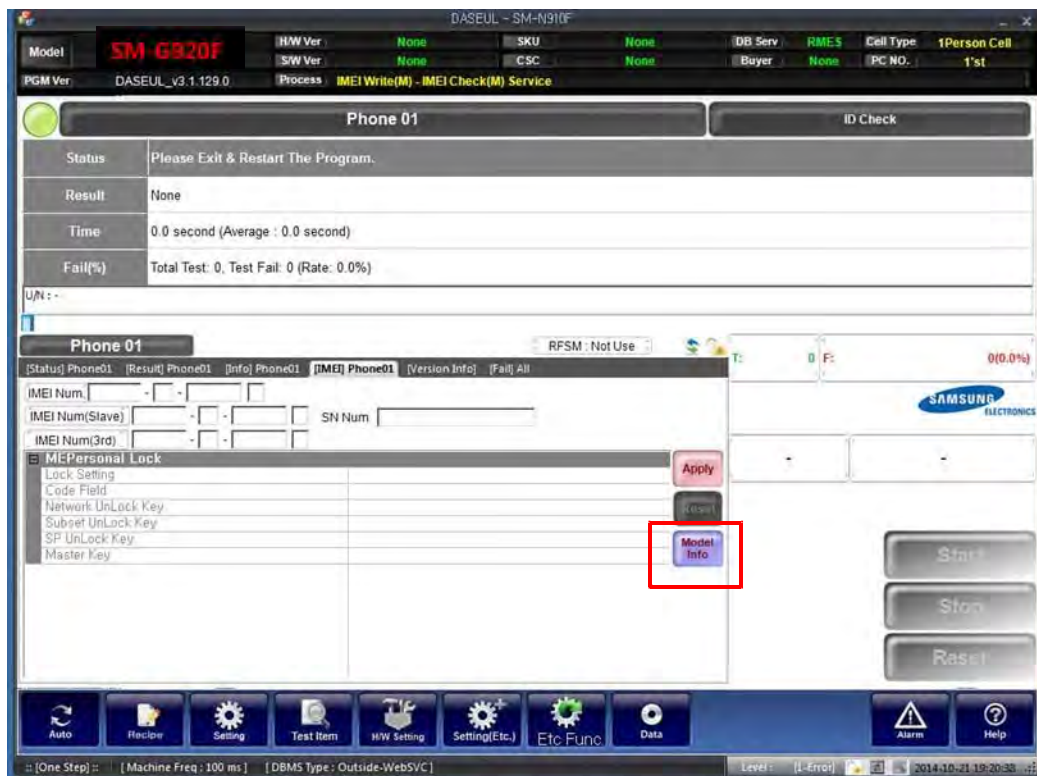 DASEUL - SM-N910F
Model SM-G920F H/W Ver None SKU None DB Serv RMES Cell Type 1Person Cell
S/W Ver None CSC None Buyer None PC NO. 1'st
PGM Ver DASEUL_v3.1.129.0 Process IMEI Write(M) - IMEI Check(M) Service
Phone 01 ID Check
Status Please Exit & Restart The Program.
Result None
Time 0.0 second (Average : 0.0 second)
Fail(%) Total Test: 0, Test Fail: 0 (Rate: 0.0%)
U/N : -
Phone 01 RFSM : Not Use T: 0 F: 0(0.0%)
[Status] Phone01 [Result] Phone01 [Info] Phone01 [IMEI] Phone01 [Version Info] [Fail] All
IMEI Num. - -
IMEI Num(Slave) - - SN Num
IMEI Num(3rd) - -
SAMSUNG
ELECTRONICS
MEPersonal Lock
Lock Setting
Code Field
Network UnLock Key
Subset UnLock Key
SP UnLock Key
Master Key
Apply
Reset
Model
Info
- -
Start
Stop
Reset
Auto Recipe Setting Test Item H/W Setting Setting(Etc.) Etc Func Data Alarm Help
:: [One Step] :: [Machine Freq : 100 ms] [DBMS Type : Outside-WebSVC] Level : [1-Error] 2014-10-21 19:20:38